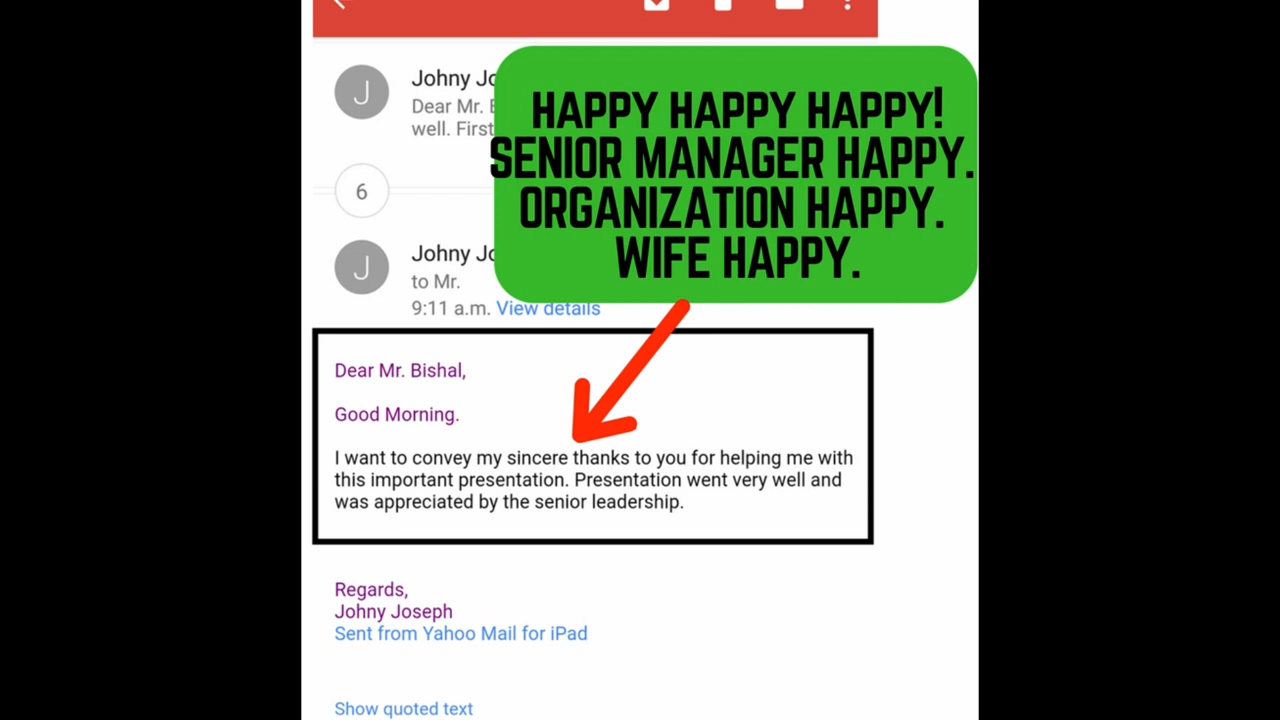 J
Johny Jo
Dear Mr.
well. First
HAPPY HAPPY HAPPY!
SENIOR MANAGER HAPPY.
ORGANIZATION HAPPY.
WIFE HAPPY.
6
J
Johny Jo
to Mr.
9:11 a.m. View details
Dear Mr. Bishal,
Good Morning.
I want to convey my sincere thanks to you for helping me with
this important presentation. Presentation went very well and
was appreciated by the senior leadership.
Regards,
Johny Joseph
Sent from Yahoo Mail for iPad
Show quoted text